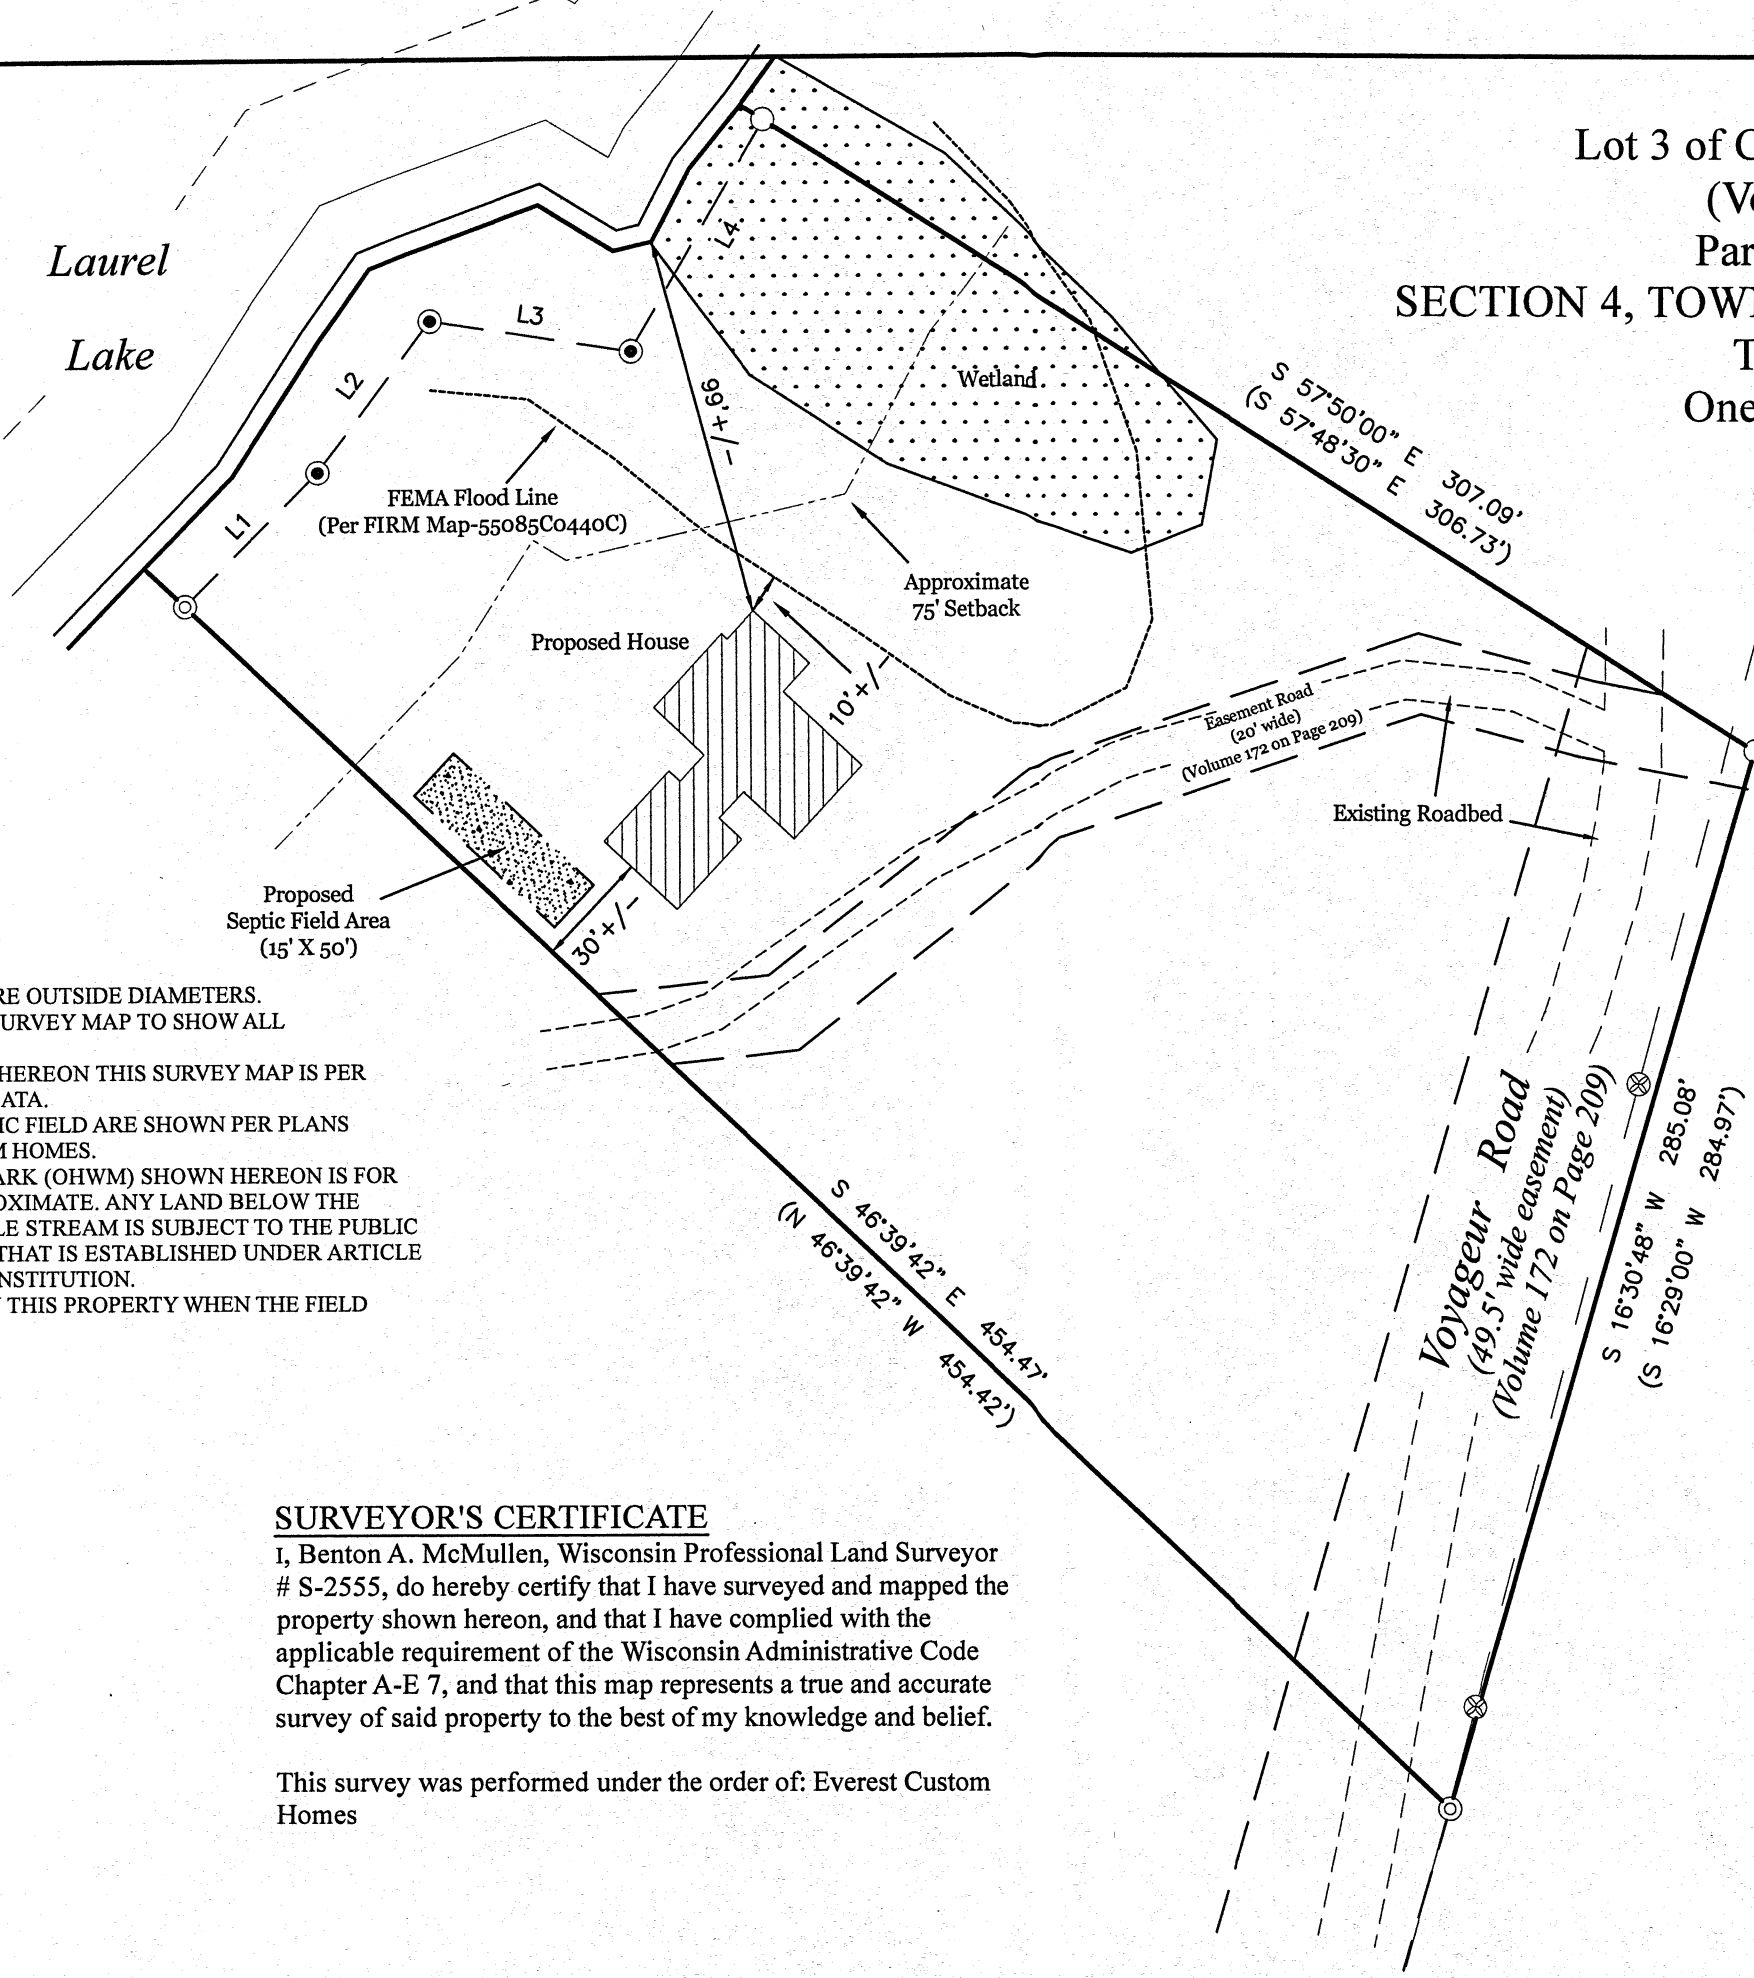 Lot 3 of
SECTION 4,
One
Laurel
Lake
L1
L2
L3
L4
Wetland
99'+/-
FEMA Flood Line
(Per FIRM Map-55085C0440C)
Approximate
75' Setback
Proposed House
10'+/-
S 57°50'00" E 307.09'
(S 57°48'30" E 306.73')
Easement Road
(20' wide)
(Volume 172 on Page 209)
Existing Roadbed
Proposed
Septic Field Area
(15' X 50')
30'+/-
RE OUTSIDE DIAMETERS.
URVEY MAP TO SHOW ALL
HEREON THIS SURVEY MAP IS PER
ATA.
IC FIELD ARE SHOWN PER PLANS
M HOMES.
ARK (OHWM) SHOWN HEREON IS FOR
OXIMATE. ANY LAND BELOW THE
LE STREAM IS SUBJECT TO THE PUBLIC
THAT IS ESTABLISHED UNDER ARTICLE
NSTITUTION.
THIS PROPERTY WHEN THE FIELD
S 46°39'42" E 454.47'
(N 46°39'42" W 454.42')
Voyageur Road
(49.5' wide easement)
(Volume 172 on Page 209)
S 16°30'48" W 285.08'
(S 16°29'00" W 284.97')
SURVEYOR'S CERTIFICATE
I, Benton A. McMullen, Wisconsin Professional Land Surveyor
# S-2555, do hereby certify that I have surveyed and mapped the
property shown hereon, and that I have complied with the
applicable requirement of the Wisconsin Administrative Code
Chapter A-E 7, and that this map represents a true and accurate
survey of said property to the best of my knowledge and belief.
This survey was performed under the order of: Everest Custom
Homes